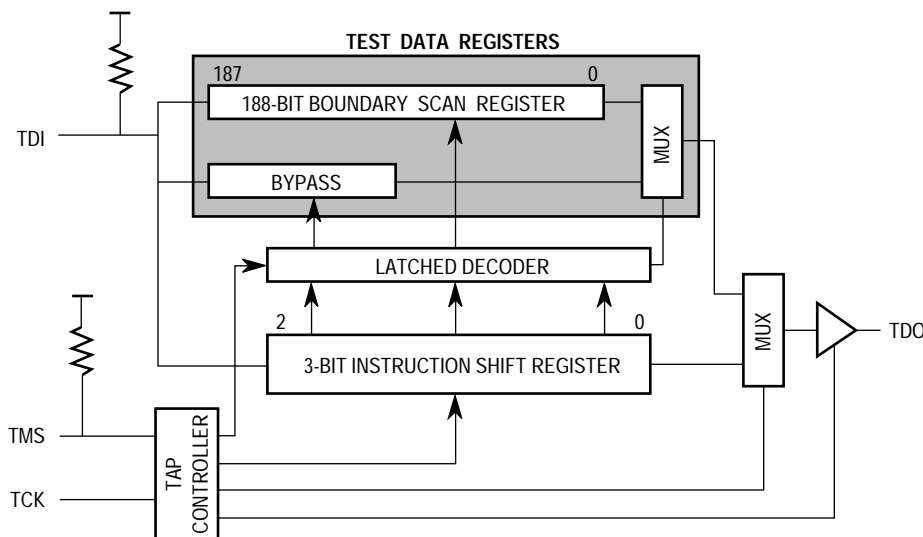 TEST DATA REGISTERS
187 0
188-BIT BOUNDARY SCAN REGISTER
MUX
TDI
BYPASS
LATCHED DECODER
2 0
3-BIT INSTRUCTION SHIFT REGISTER
MUX
TDO
TMS
TAP
CONTROLLER
TCK